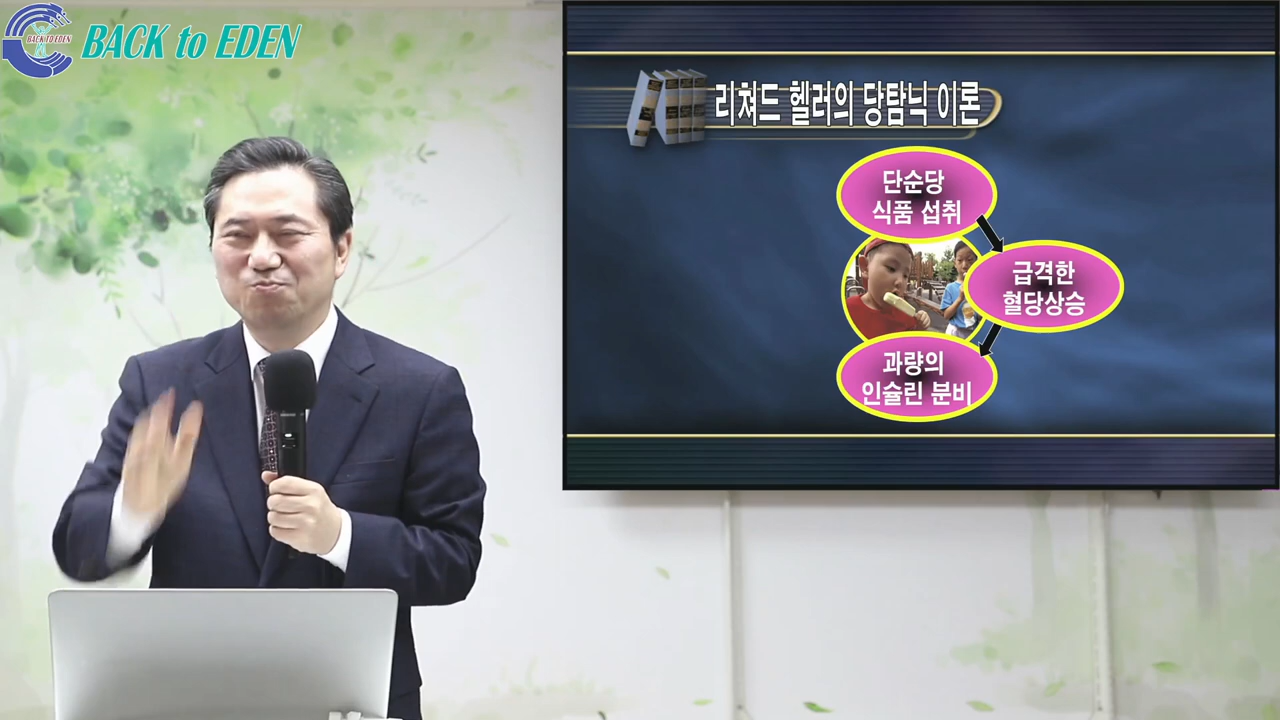 BACK TO EDEN
BACK to EDEN
리쳐드 헬러의 당탐닉 이론
단순당
식품 섭취
급격한
혈당상승
과량의
인슐린 분비